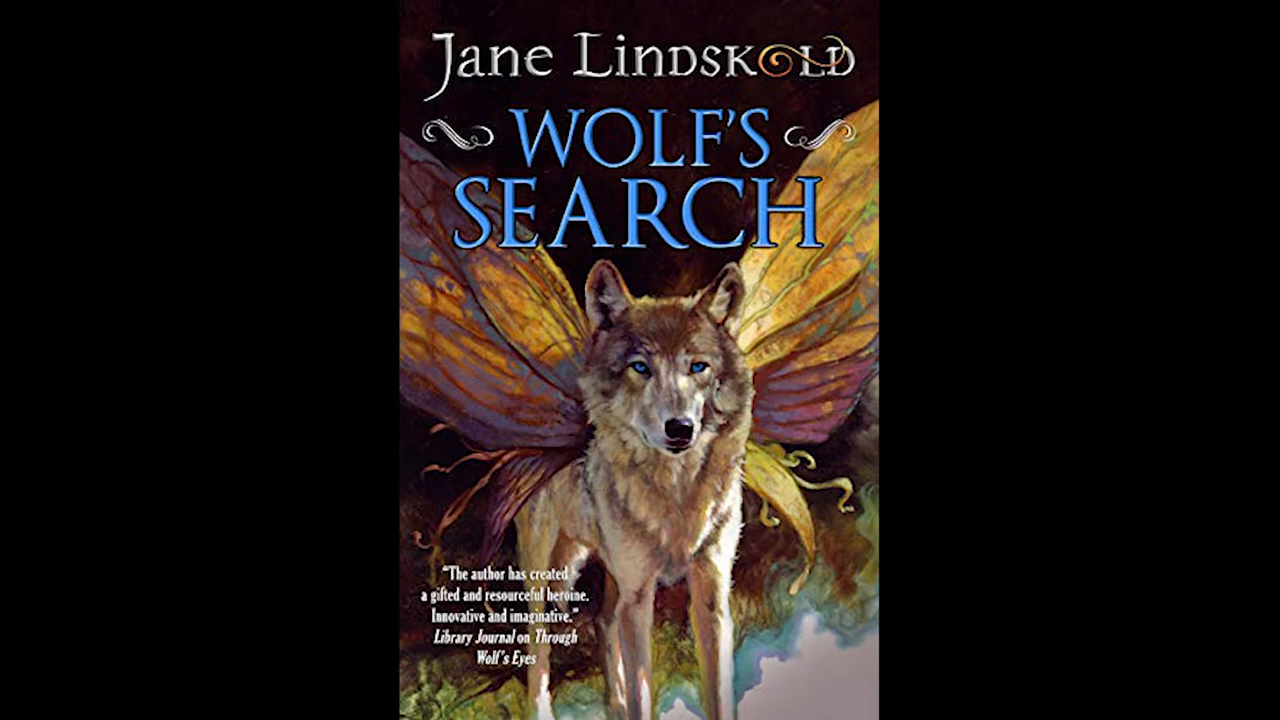 Jane Lindskold
WOLF'S
SEARCH
"The author has created
a gifted and resourceful heroine.
Innovative and imaginative."
Library Journal on Through
Wolf's Eyes